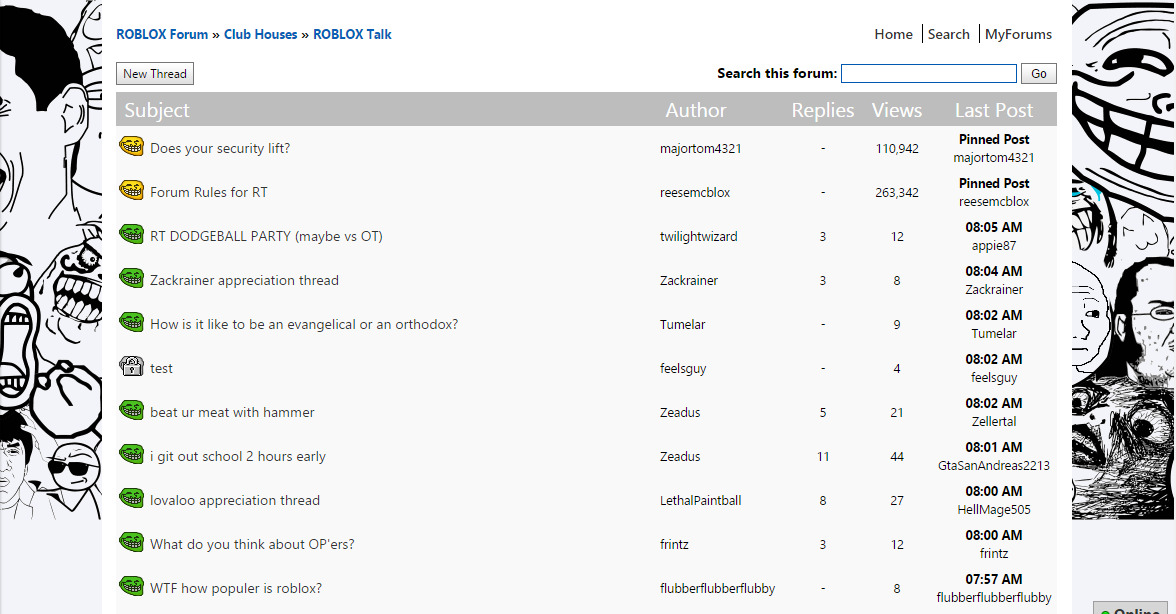 ROBLOX Forum » Club Houses » ROBLOX Talk
Home Search MyForums
New Thread Search this forum: Go
Subject Author Replies Views Last Post
Does your security lift? majortom4321 - 110,942 Pinned Post majortom4321
Forum Rules for RT reesemcblox - 263,342 Pinned Post reesemcblox
RT DODGEBALL PARTY (maybe vs OT) twilightwizard 3 12 08:05 AM appie87
Zackrainer appreciation thread Zackrainer 3 8 08:04 AM Zackrainer
How is it like to be an evangelical or an orthodox? Tumelar - 9 08:02 AM Tumelar
test feelsguy - 4 08:02 AM feelsguy
beat ur meat with hammer Zeadus 5 21 08:02 AM Zellertal
i git out school 2 hours early Zeadus 11 44 08:01 AM GtaSanAndreas2213
lovaloo appreciation thread LethalPaintball 8 27 08:00 AM HellMage505
What do you think about OP'ers? frintz 3 12 08:00 AM frintz
WTF how populer is roblox? flubberflubberflubby - 8 07:57 AM flubberflubberflubby
Online